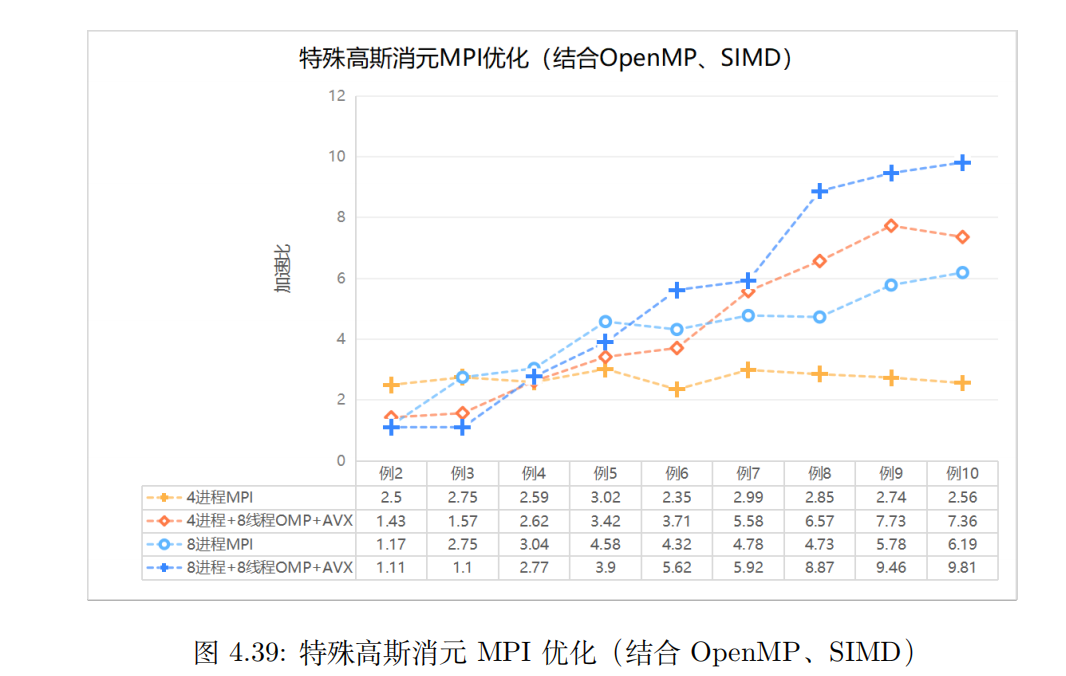 特殊高斯消元MPI优化（结合OpenMP、SIMD）
12
10
8
6
4
2
0
加速比
例2 例3 例4 例5 例6 例7 例8 例9 例10
4进程MPI 2.5 2.75 2.59 3.02 2.35 2.99 2.85 2.74 2.56
4进程+8线程OMP+AVX 1.43 1.57 2.62 3.42 3.71 5.58 6.57 7.73 7.36
8进程MPI 1.17 2.75 3.04 4.58 4.32 4.78 4.73 5.78 6.19
8进程+8线程OMP+AVX 1.11 1.1 2.77 3.9 5.62 5.92 8.87 9.46 9.81
图 4.39: 特殊高斯消元 MPI 优化（结合 OpenMP、SIMD）